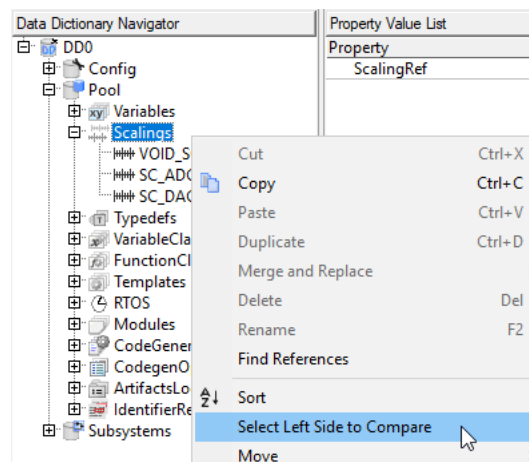 Data Dictionary Navigator
Property Value List
DD0
Property
Config
ScalingRef
Pool
Variables
Scalings
VOID_S
SC_ADC
SC_DAC
Typedefs
VariableCla
FunctionCl
Templates
RTOS
Modules
CodeGener
CodegenO
ArtifactsLo
IdentifierRe
Subsystems
Cut Ctrl+X
Copy Ctrl+C
Paste Ctrl+V
Duplicate Ctrl+D
Merge and Replace
Delete Del
Rename F2
Find References
Sort
Select Left Side to Compare
Move